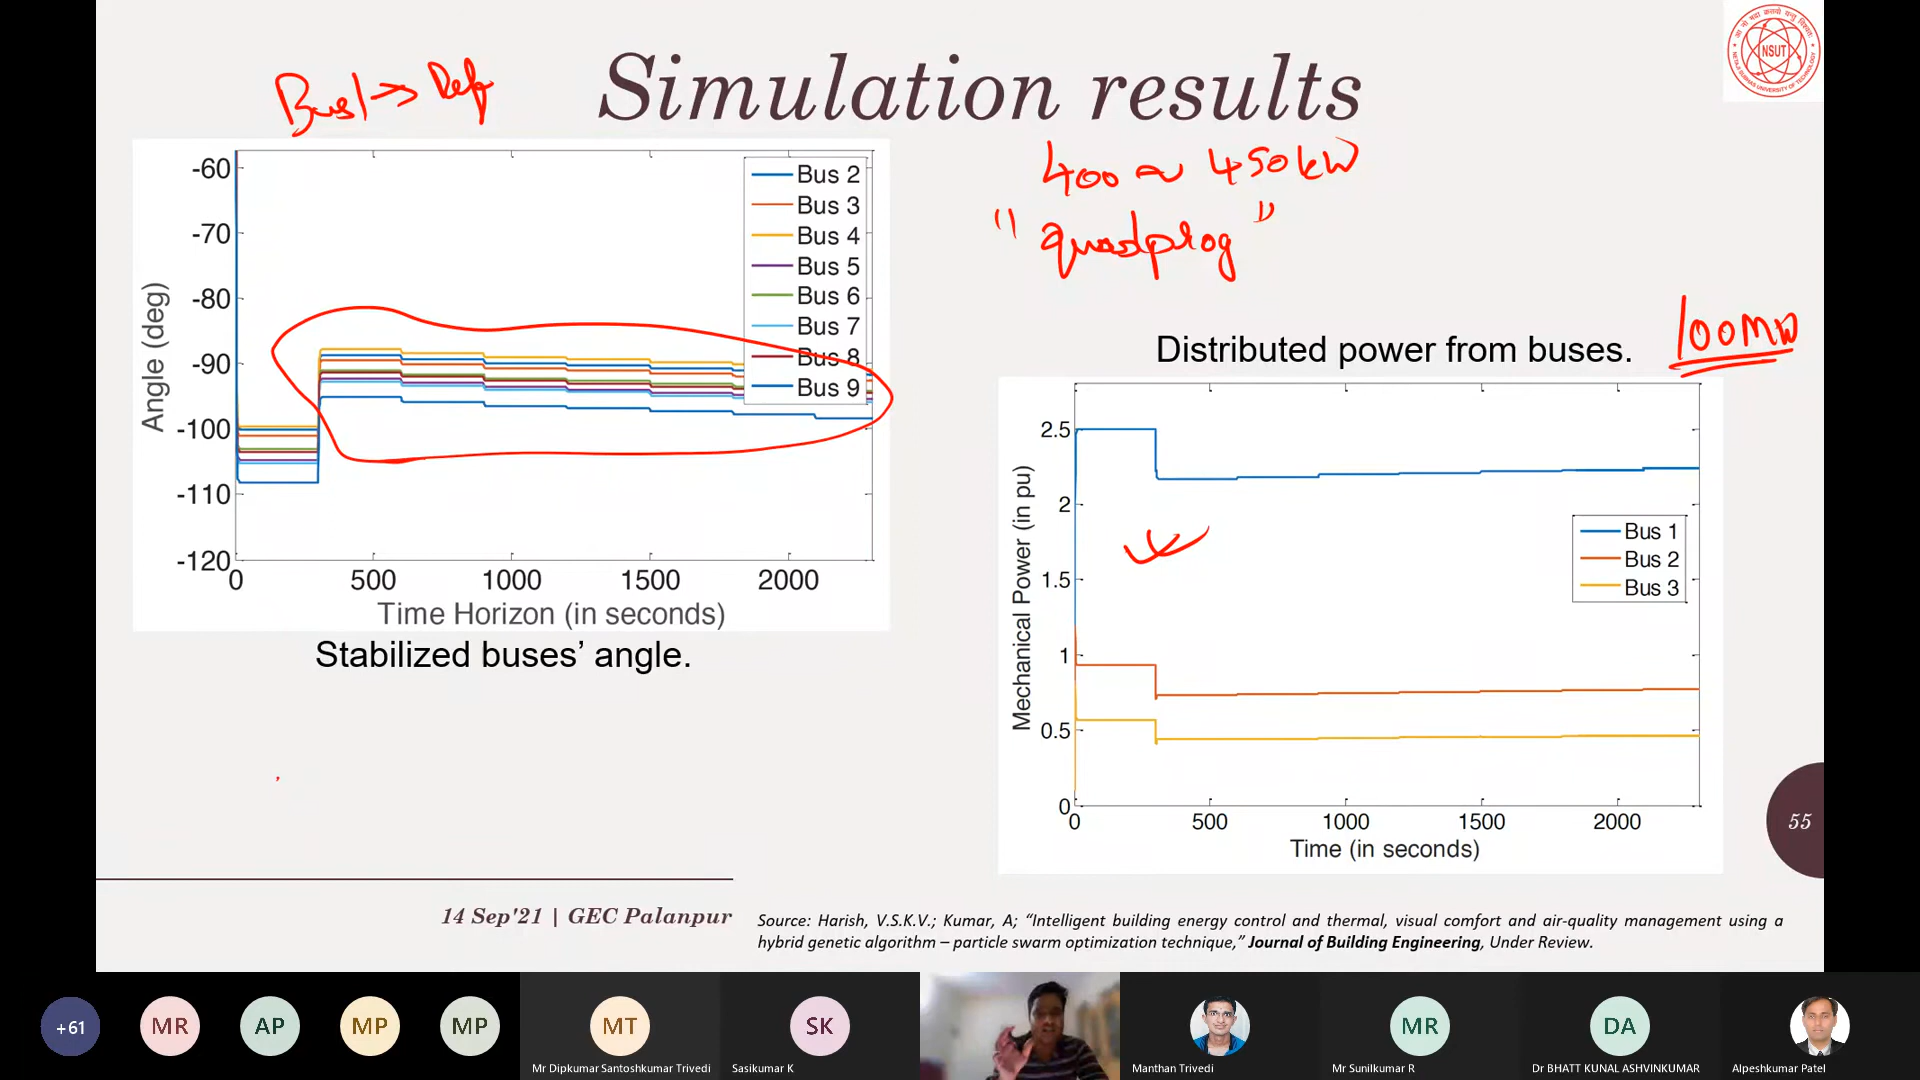 Simulation results
NSUT
Bus1 → Ref
400 ~ 450kW
"quadprog"
100MW
-60
-70
-80
-90
-100
-110
-120
0 500 1000 1500 2000
Angle (deg)
Time Horizon (in seconds)
Bus 2
Bus 3
Bus 4
Bus 5
Bus 6
Bus 7
Bus 8
Bus 9
Stabilized buses’ angle.
Distributed power from buses.
2.5
2
1.5
1
0.5
0
0 500 1000 1500 2000
Mechanical Power (in pu)
Time (in seconds)
Bus 1
Bus 2
Bus 3
55
14 Sep'21 | GEC Palanpur
Source: Harish, V.S.K.V.; Kumar, A; “Intelligent building energy control and thermal, visual comfort and air-quality management using a
hybrid genetic algorithm – particle swarm optimization technique,” Journal of Building Engineering, Under Review.
+61
MR
AP
MP
MP
MT
Mr Dipkumar Santoshkumar Trivedi
SK
Sasikumar K
Manthan Trivedi
MR
Mr Sunilkumar R
DA
Dr BHATT KUNAL ASHVINKUMAR
Alpeshkumar Patel